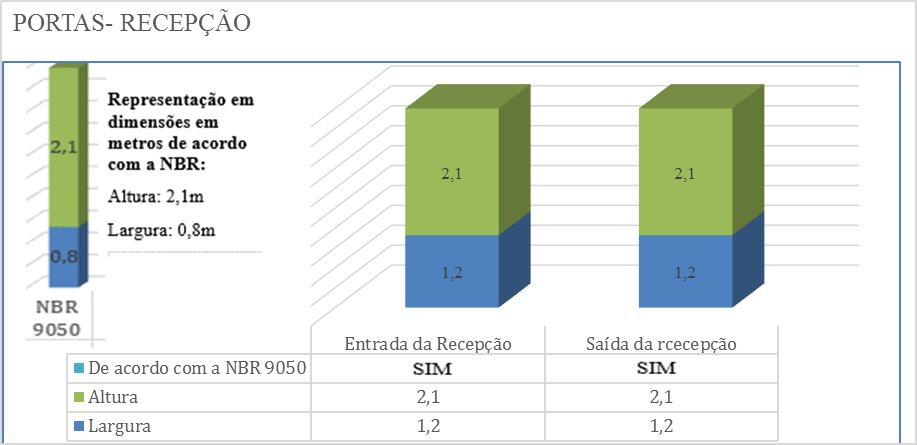 PORTAS- RECEPÇÃO
2,1
0,8
NBR
9050
Representação em
dimensões em
metros de acordo
com a NBR:
Altura: 2,1m
Largura: 0,8m
2,1 2,1
1,2 1,2
Entrada da Recepção Saída da rcecepção
De acordo com a NBR 9050 SIM SIM
Altura 2,1 2,1
Largura 1,2 1,2